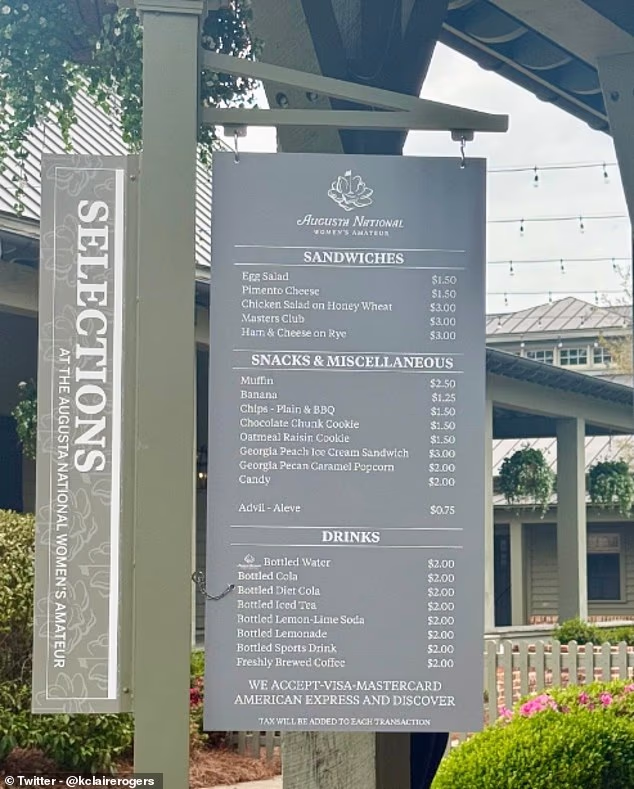 SELECTIONS
AT THE AUGUSTA NATIONAL WOMEN'S AMATEUR
AUGUSTA NATIONAL
WOMEN'S AMATEUR
SANDWICHES
Egg Salad $1.50
Pimento Cheese $1.50
Chicken Salad on Honey Wheat $3.00
Masters Club $3.00
Ham & Cheese on Rye $3.00
SNACKS & MISCELLANEOUS
Muffin $2.50
Banana $1.25
Chips - Plain & BBQ $1.50
Chocolate Chunk Cookie $1.50
Oatmeal Raisin Cookie $1.50
Georgia Peach Ice Cream Sandwich $3.00
Georgia Pecan Caramel Popcorn $2.00
Candy $2.00
Advil - Aleve $0.75
DRINKS
Bottled Water $2.00
Bottled Cola $2.00
Bottled Diet Cola $2.00
Bottled Iced Tea $2.00
Bottled Lemon-Lime Soda $2.00
Bottled Lemonade $2.00
Bottled Sports Drink $2.00
Freshly Brewed Coffee $2.00
WE ACCEPT-VISA-MASTERCARD
AMERICAN EXPRESS AND DISCOVER
TAX WILL BE ADDED TO EACH TRANSACTION
© Twitter - @kclairerogers